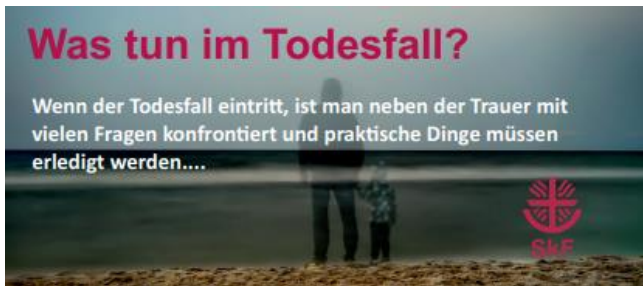 Was tun im Todesfall?
Wenn der Todesfall eintritt, ist man neben der Trauer mit
vielen Fragen konfrontiert und praktische Dinge müssen
erledigt werden....
SkF